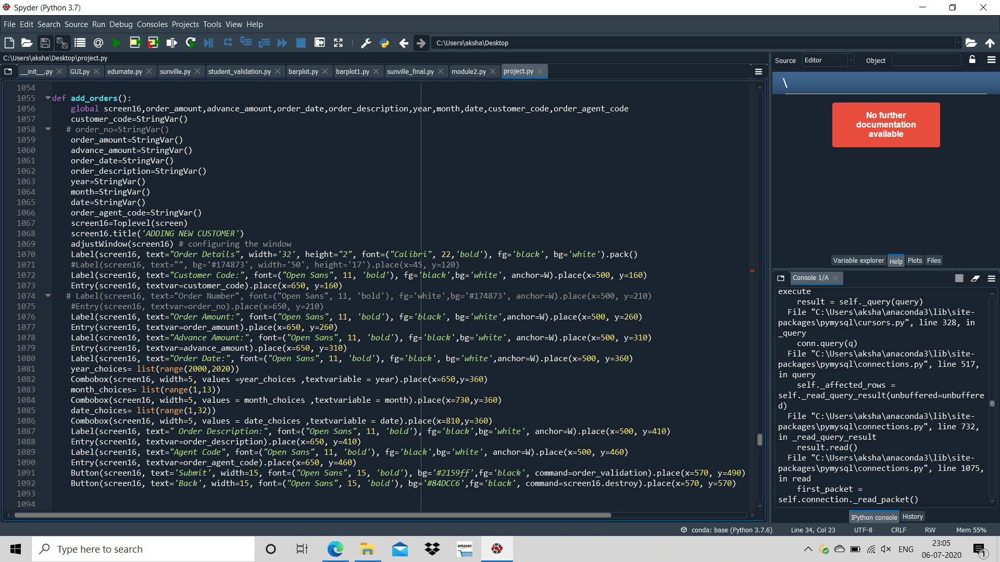 Spyder (Python 3.7)
File Edit Search Source Run Debug Consoles Projects Tools View Help
C:\Users\aksha\Desktop
C:\Users\aksha\Desktop\project.py
__init__.py GUI.py edumate.py sunville.py student_validation.py barplot.py barplot1.py sunville_final.py module2.py project.py
1054
1055 def add_orders():
1056 global screen16,order_amount,advance_amount,order_date,order_description,year,month,date,customer_code,order_agent_code
1057 customer_code=StringVar()
1058 # order_no=StringVar()
1059 order_amount=StringVar()
1060 advance_amount=StringVar()
1061 order_date=StringVar()
1062 order_description=StringVar()
1063 year=StringVar()
1064 month=StringVar()
1065 date=StringVar()
1066 order_agent_code=StringVar()
1067 screen16=Toplevel(screen)
1068 screen16.title('ADDING NEW CUSTOMER')
1069 adjustWindow(screen16) # configuring the window
1070 Label(screen16, text="Order Details", width='32', height="2", font=("Calibri", 22,'bold'), fg='black', bg='white').pack()
1071 #Label(screen16, text="", bg='#174873', width='50', height='17').place(x=45, y=120)
1072 Label(screen16, text="Customer Code:", font=("Open Sans", 11, 'bold'), fg='black',bg='white', anchor=W).place(x=500, y=160)
1073 Entry(screen16, textvar=customer_code).place(x=650, y=160)
1074 # Label(screen16, text="Order Number", font=("Open Sans", 11, 'bold'), fg='white',bg='#174873', anchor=W).place(x=500, y=210)
1075 #Entry(screen16, textvar=order_no).place(x=650, y=210)
1076 Label(screen16, text="Order Amount:", font=("Open Sans", 11, 'bold'), fg='black', bg='white',anchor=W).place(x=500, y=260)
1077 Entry(screen16, textvar=order_amount).place(x=650, y=260)
1078 Label(screen16, text="Advance Amount:", font=("Open Sans", 11, 'bold'), fg='black',bg='white', anchor=W).place(x=500, y=310)
1079 Entry(screen16, textvar=advance_amount).place(x=650, y=310)
1080 Label(screen16, text="Order Date:", font=("Open Sans", 11, 'bold'), fg='black', bg='white',anchor=W).place(x=500, y=360)
1081 year_choices= list(range(2000,2020))
1082 Combobox(screen16, width=5, values =year_choices ,textvariable = year).place(x=650,y=360)
1083 month_choices= list(range(1,13))
1084 Combobox(screen16, width=5, values = month_choices ,textvariable = month).place(x=730,y=360)
1085 date_choices= list(range(1,32))
1086 Combobox(screen16, width=5, values = date_choices ,textvariable = date).place(x=810,y=360)
1087 Label(screen16, text=" Order Description:", font=("Open Sans", 11, 'bold'), fg='black',bg='white', anchor=W).place(x=500, y=410)
1088 Entry(screen16, textvar=order_description).place(x=650, y=410)
1089 Label(screen16, text="Agent Code", font=("Open Sans", 11, 'bold'), fg='black',bg='white', anchor=W).place(x=500, y=460)
1090 Entry(screen16, textvar=order_agent_code).place(x=650, y=460)
1091 Button(screen16, text='Submit', width=15, font=("Open Sans", 15, 'bold'), bg='#2159ff',fg='black', command=order_validation).place(x=570, y=490)
1092 Button(screen16, text='Back', width=15, font=("Open Sans", 15, 'bold'), bg='#84DCC6',fg='black', command=screen16.destroy).place(x=570, y=570)
1093
1094
Source Editor Object
\
No further
documentation
available
Variable explorer Help Plots Files
Console 1/A
execute
result = self._query(query)
File "C:\Users\aksha\anaconda3\lib\site-
packages\pymysql\cursors.py", line 328, in
_query
conn.query(q)
File "C:\Users\aksha\anaconda3\lib\site-
packages\pymysql\connections.py", line 517,
in query
self._affected_rows =
self._read_query_result(unbuffered=unbuffere
d)
File "C:\Users\aksha\anaconda3\lib\site-
packages\pymysql\connections.py", line 732,
in _read_query_result
result.read()
File "C:\Users\aksha\anaconda3\lib\site-
packages\pymysql\connections.py", line 1075,
in read
first_packet =
self.connection._read_packet()
IPython console History
conda: base (Python 3.7.6) Line 34, Col 23 UTF-8 CRLF RW Mem 55%
Type here to search
amazon
ENG
23:05
06-07-2020
1